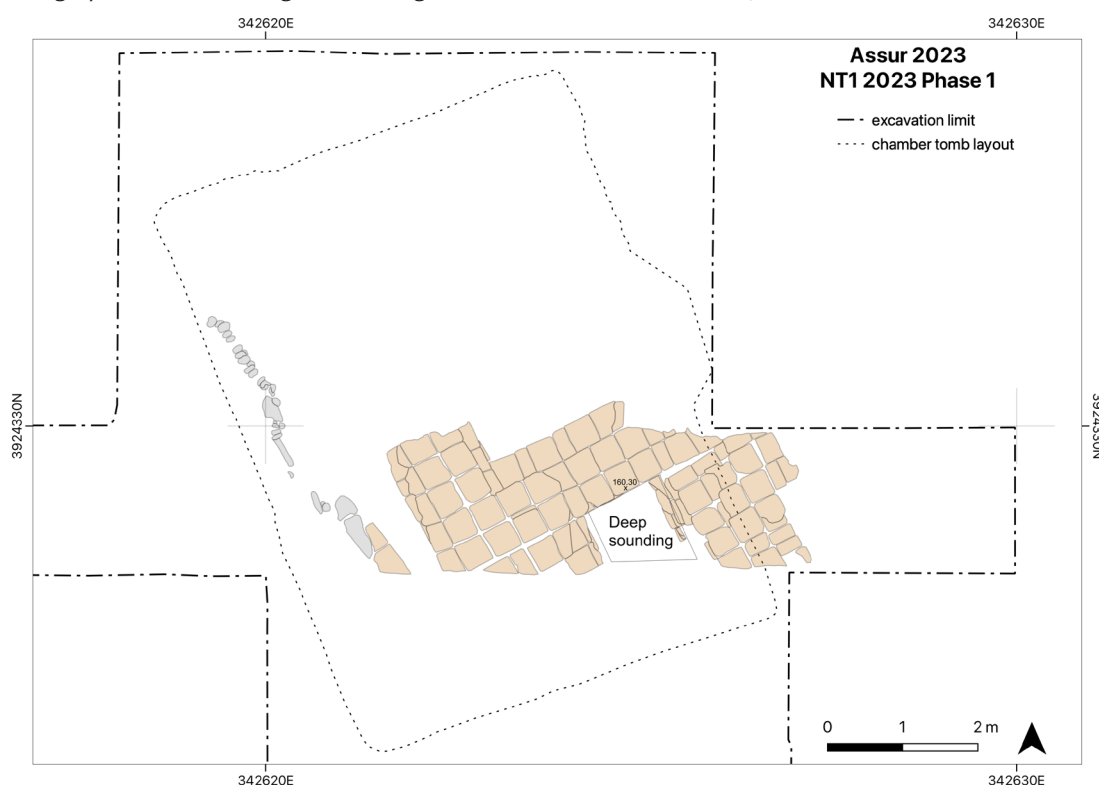 342620E
342630E
Assur 2023
NT1 2023 Phase 1
excavation limit
chamber tomb layout
3924330N
3924330N
160.30
x
Deep
sounding
0 1 2 m
342620E
342630E